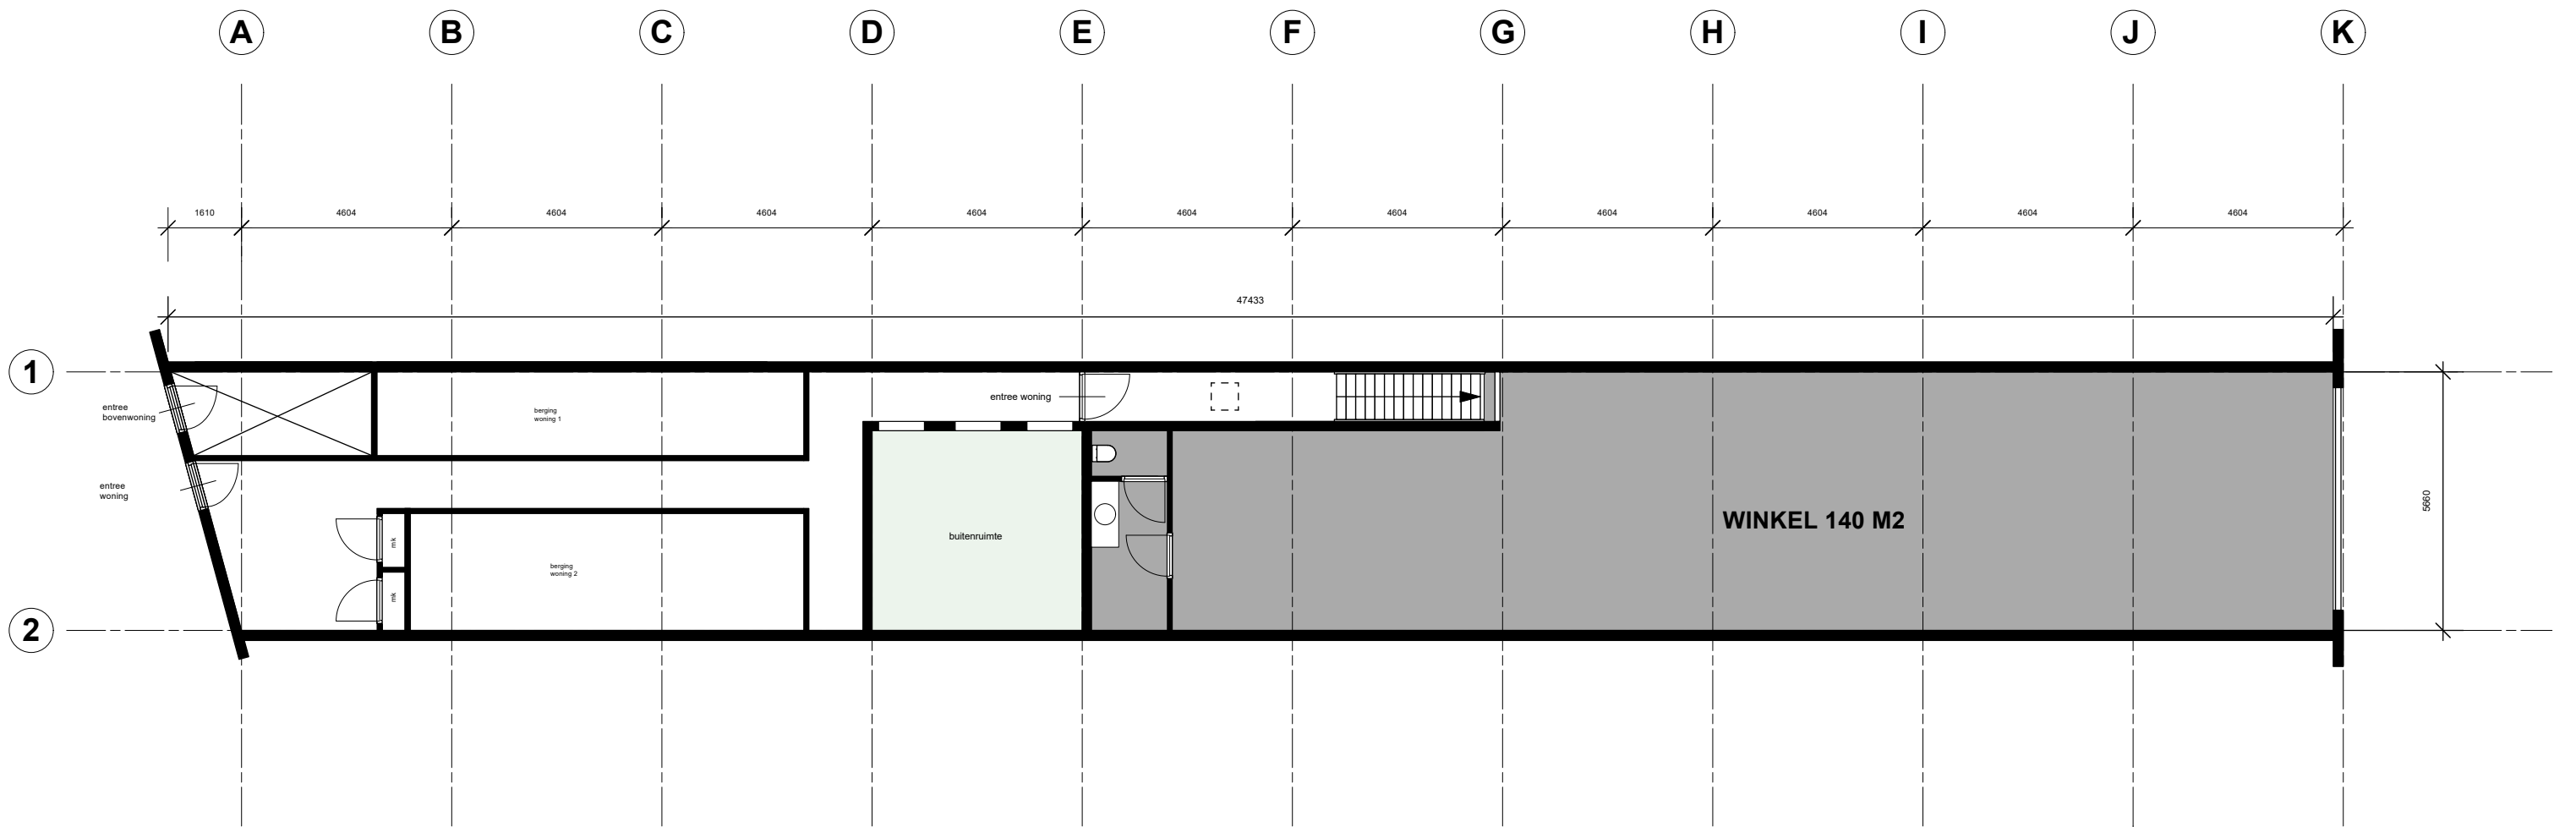 A B C D E F G H I J K
1610 4604 4604 4604 4604 4604 4604 4604 4604 4604 4604
47433
1
entree
bovenwoning
berging
woning 1
entree woning
entree
woning
5660
WINKEL 140 M2
buitenruimte
mk
berging
woning 2
mk
2